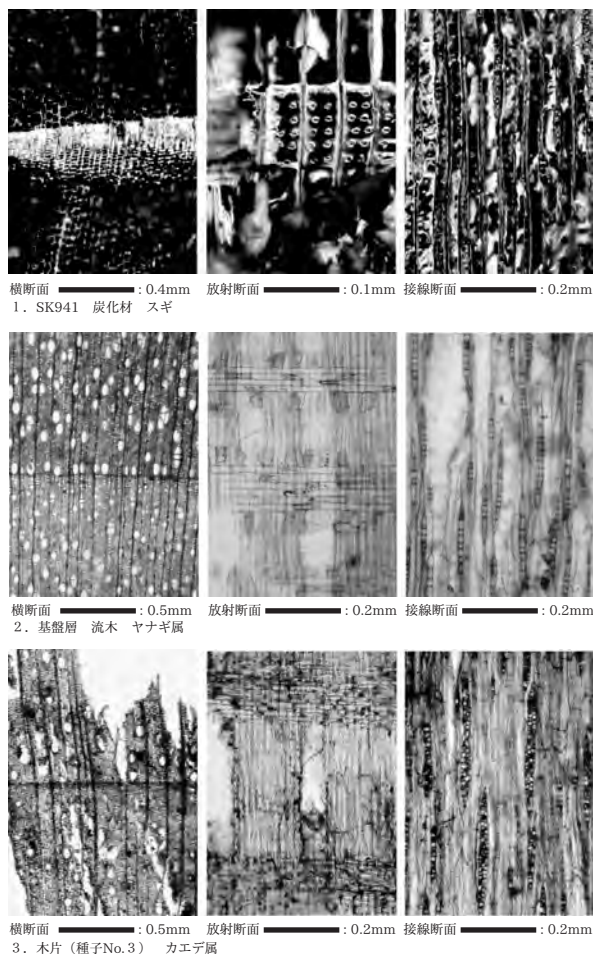 横断面 : 0.4mm 放射断面 : 0.1mm 接線断面 : 0.2mm
1．SK941　炭化材　スギ
横断面 : 0.5mm 放射断面 : 0.2mm 接線断面 : 0.2mm
2．基盤層　流木　ヤナギ属
横断面 : 0.5mm 放射断面 : 0.2mm 接線断面 : 0.2mm
3．木片（種子No.3）　カエデ属